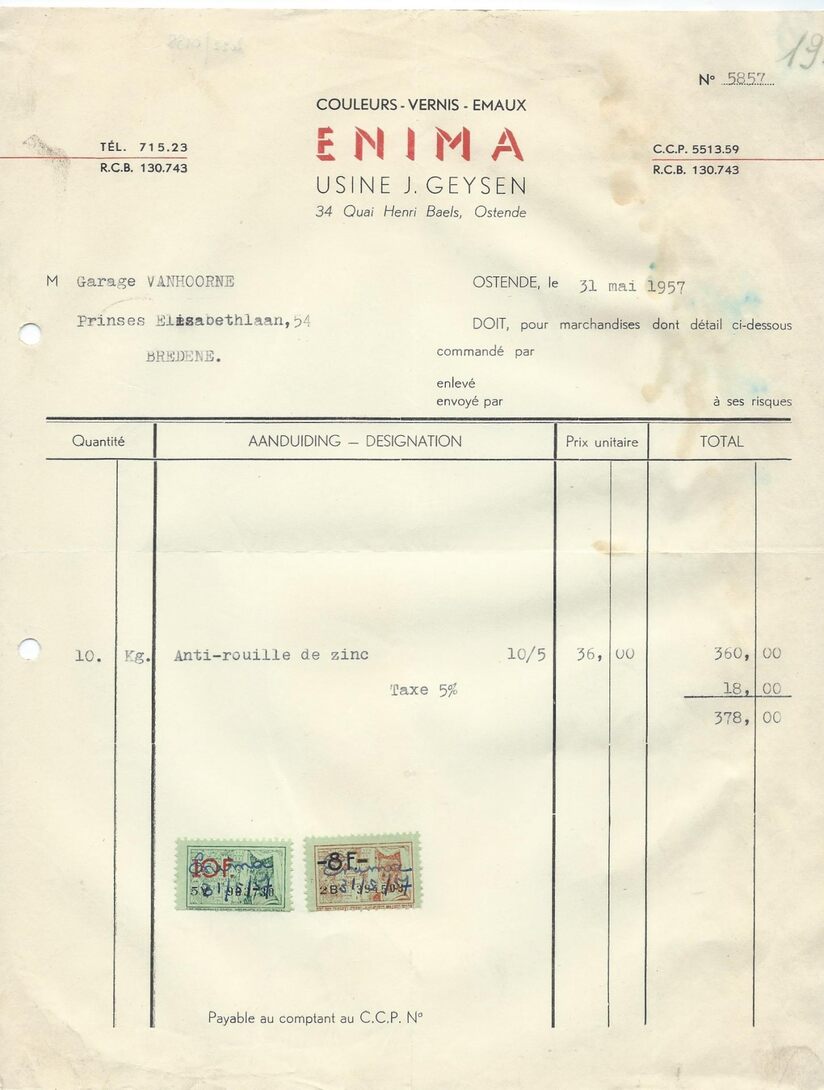 19
N° 5857
COULEURS - VERNIS - EMAUX
ENIMA
USINE J. GEYSEN
34 Quai Henri Baels, Ostende
TÉL. 715.23
R.C.B. 130.743
C.C.P. 5513.59
R.C.B. 130.743
M Garage VANHOORNE
Prinses Elisabethlaan, 54
BREDENE.
OSTENDE, le 31 mai 1957
DOIT, pour marchandises dont détail ci-dessous
commandé par
enlevé
envoyé par à ses risques
Quantité AANDUIDING — DESIGNATION Prix unitaire TOTAL
10. Kg. Anti-rouille de zinc 10/5 36, 00 360, 00
Taxe 5% 18, 00
378, 00
10F. -8F-
Payable au comptant au C.C.P. N°